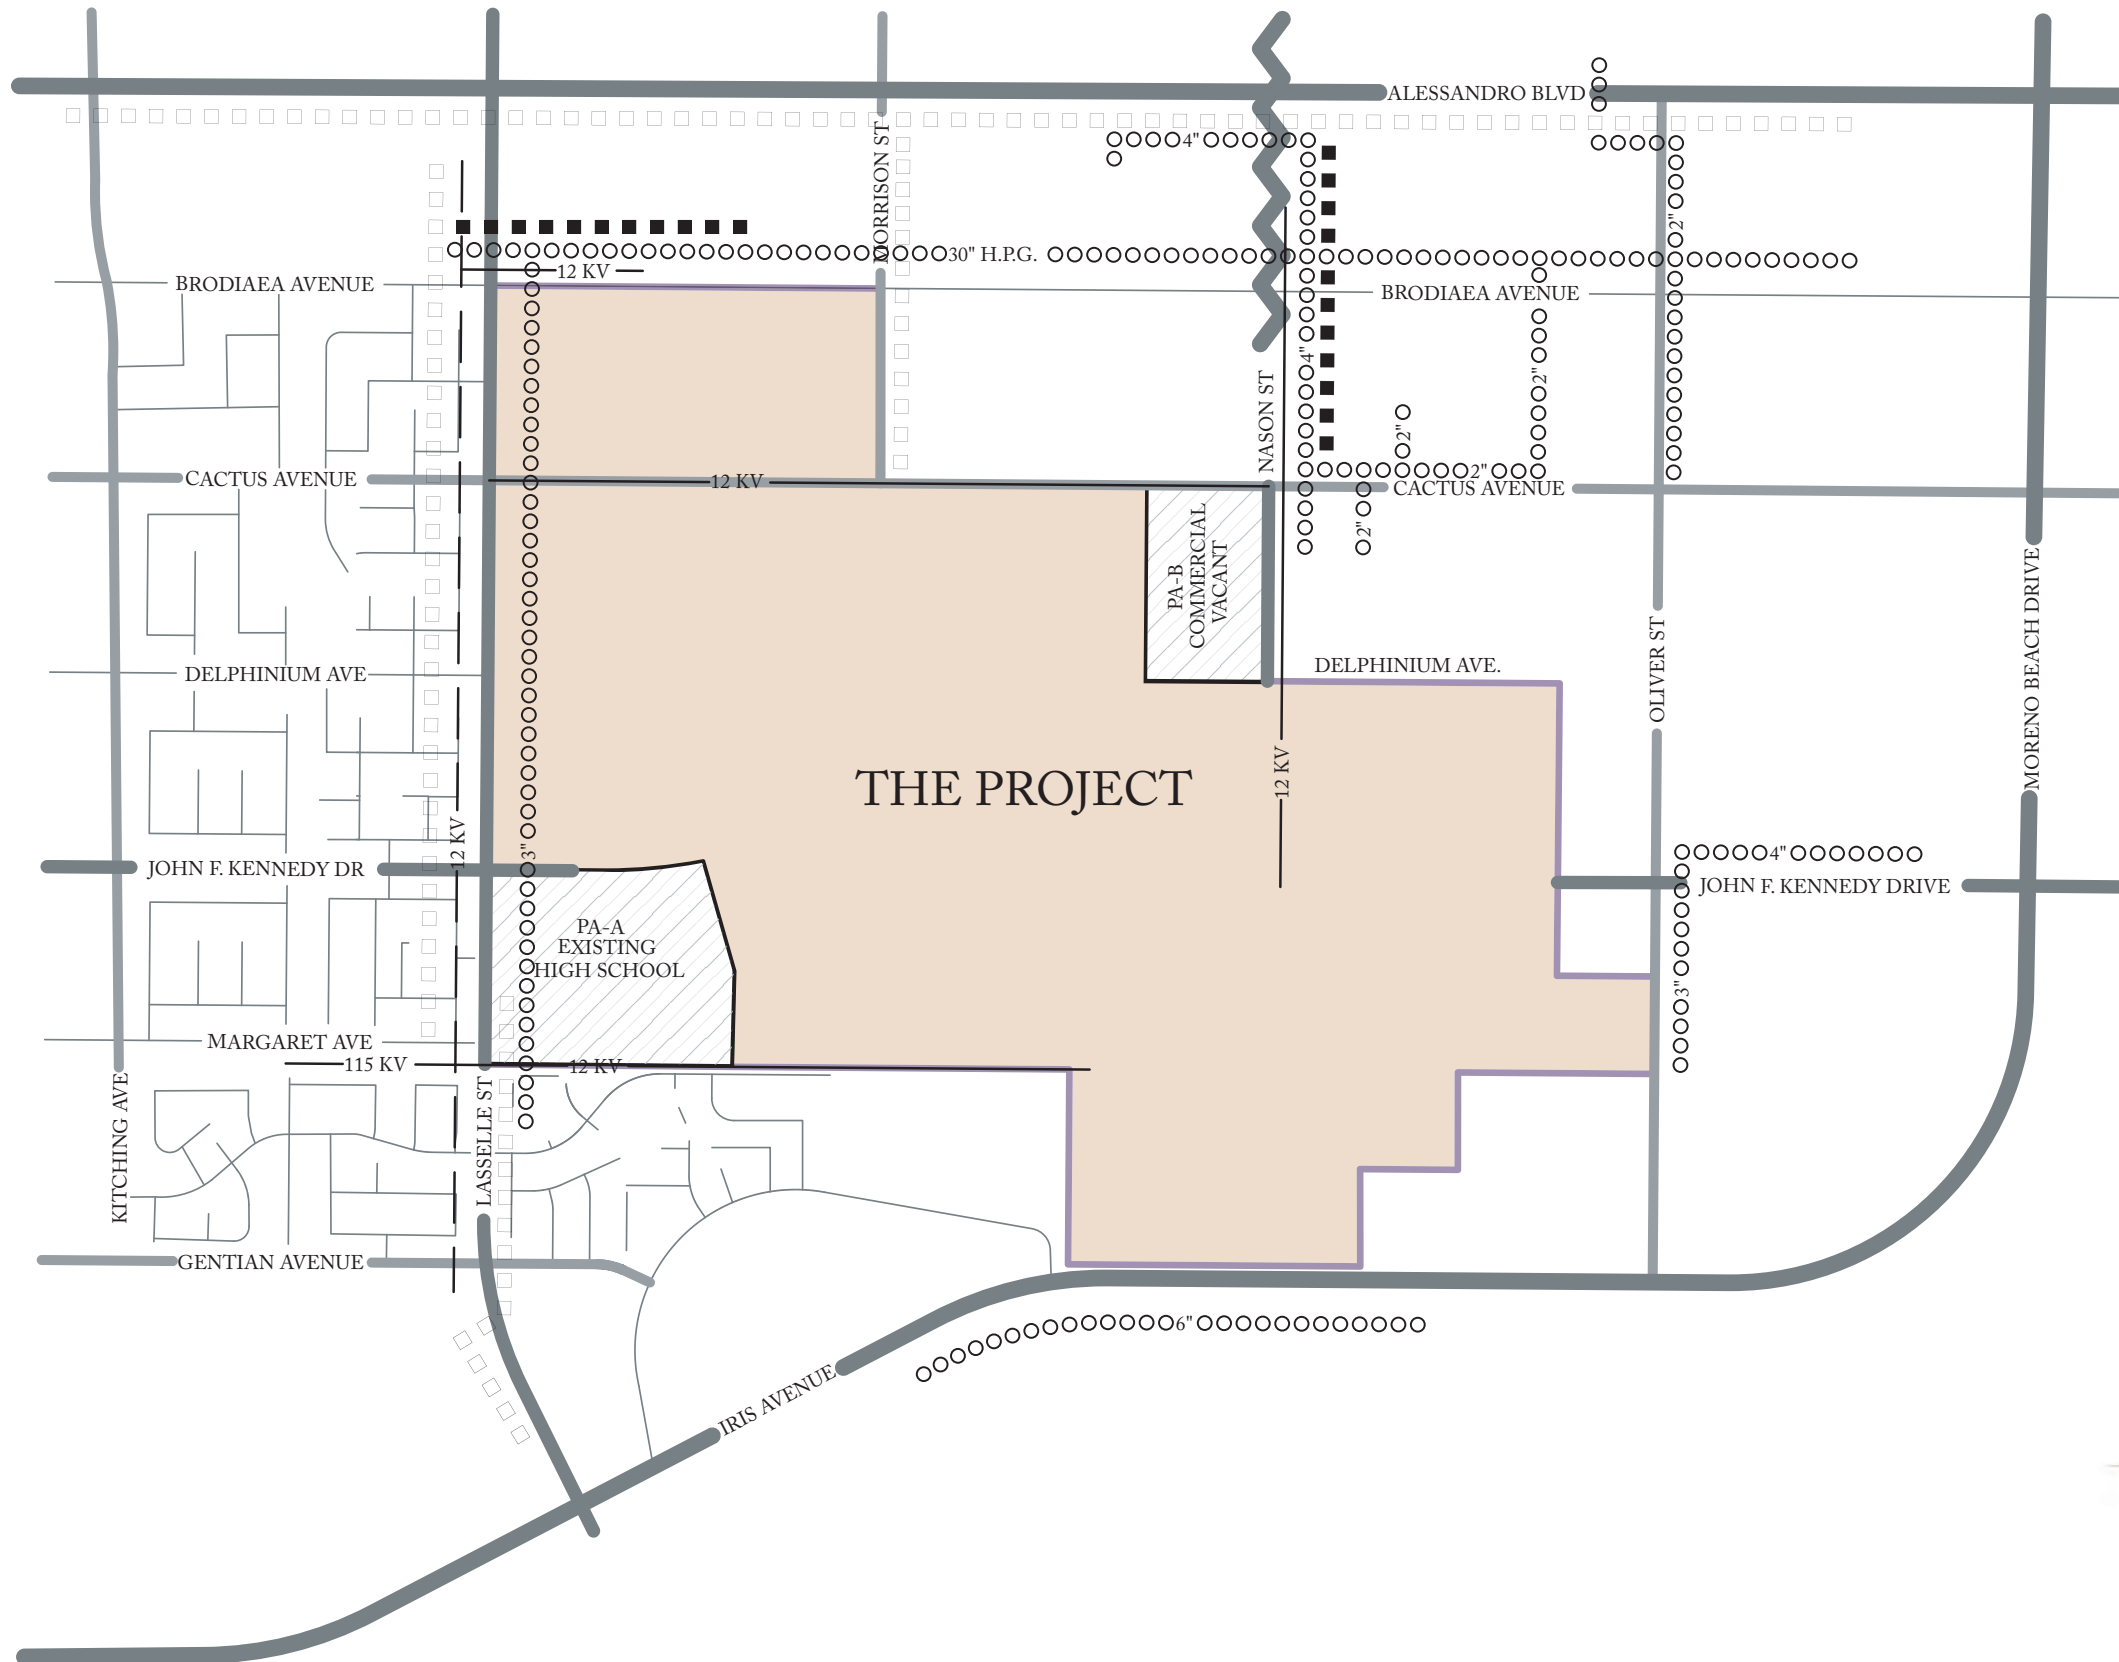 ALESSANDRO BLVD
4"
MORRISON ST
2"
30" H.P.G.
12 KV
BRODIAEA AVENUE
BRODIAEA AVENUE
4"
2"
NASON ST
2"
2"
CACTUS AVENUE
12 KV
CACTUS AVENUE
2"
PA-B
COMMERCIAL
VACANT
MORENO BEACH DRIVE
OLIVER ST
DELPHINIUM AVE
DELPHINIUM AVE.
THE PROJECT
12 KV
12 KV
3"
4"
JOHN F. KENNEDY DR
JOHN F. KENNEDY DRIVE
PA-A
EXISTING
HIGH SCHOOL
3"
MARGARET AVE
115 KV
12 KV
KITCHING AVE
LASSELLE ST
GENTIAN AVENUE
6"
IRIS AVENUE